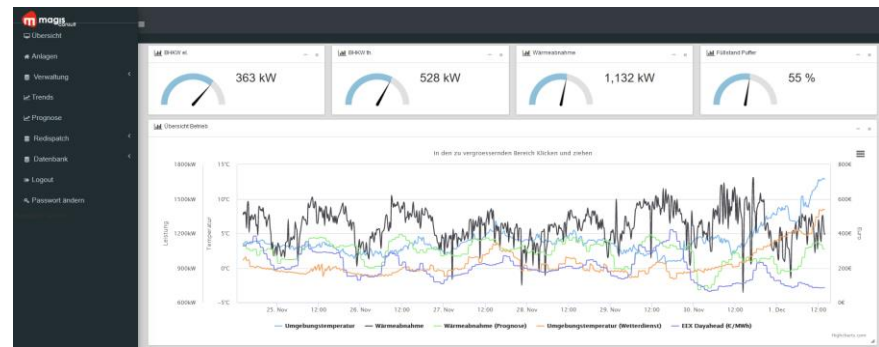 magis
consult
Übersicht
Anlagen
Verwaltung
Trends
Prognose
Redispatch
Datenbank
Logout
Passwort ändern
BHKW el.
363 kW
BHKW th.
528 kW
Wärmeabnahme
1,132 kW
Füllstand Puffer
55 %
Übersicht Betrieb
In den zu vergroessernden Bereich Klicken und ziehen
1800kW 15°C 800€
1500kW 10°C 600€
1200kW 5°C 400€
900kW 0°C 200€
600kW -5°C 0€
Leistung
Temperatur
Euro
25. Nov 12:00 26. Nov 12:00 27. Nov 12:00 28. Nov 12:00 29. Nov 12:00 30. Nov 12:00 1. Dec 12:00
Umgebungstemperatur Wärmeabnahme Wärmeabnahme (Prognose) Umgebungstemperatur (Wetterdienst) EEX Dayahead (€/MWh)
Highcharts.com